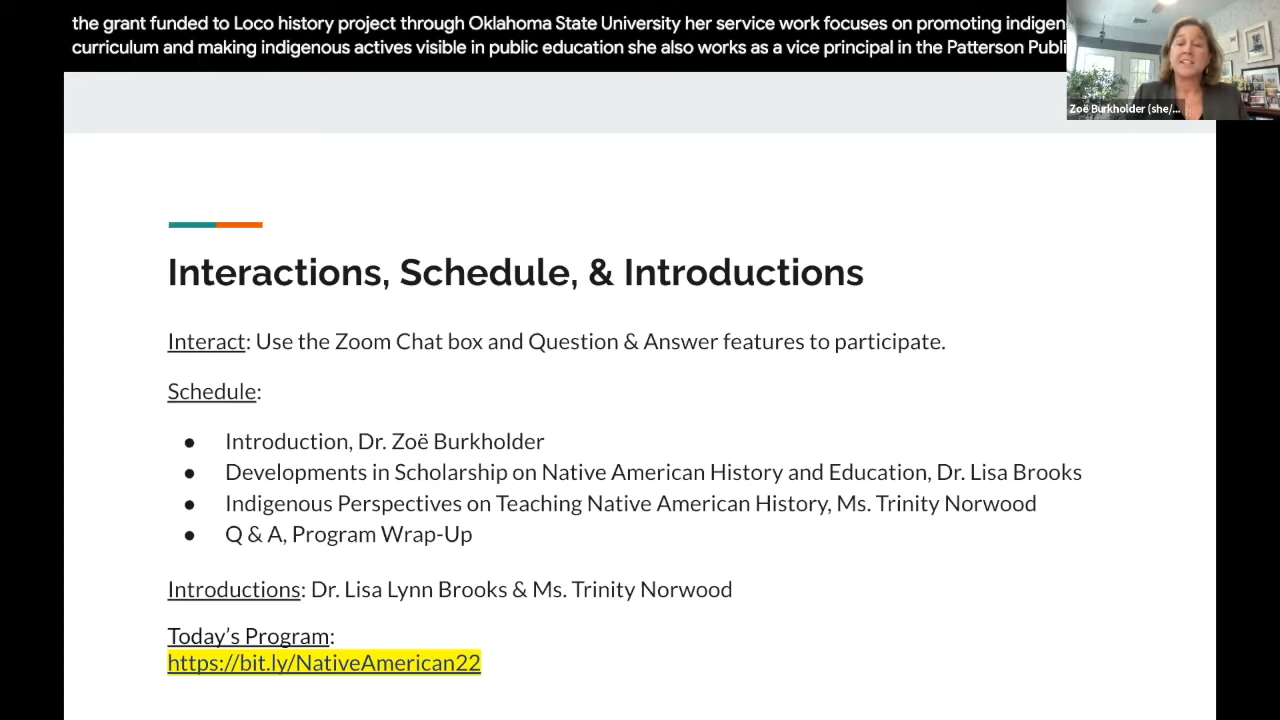 the grant funded to Loco history project through Oklahoma State University her service work focuses on promoting indigen
curriculum and making indigenous actives visible in public education she also works as a vice principal in the Patterson Publi
Zoë Burkholder (she/...
Interactions, Schedule, & Introductions
Interact: Use the Zoom Chat box and Question & Answer features to participate.
Schedule:
● Introduction, Dr. Zoë Burkholder
● Developments in Scholarship on Native American History and Education, Dr. Lisa Brooks
● Indigenous Perspectives on Teaching Native American History, Ms. Trinity Norwood
● Q & A, Program Wrap-Up
Introductions: Dr. Lisa Lynn Brooks & Ms. Trinity Norwood
Today's Program:
https://bit.ly/NativeAmerican22